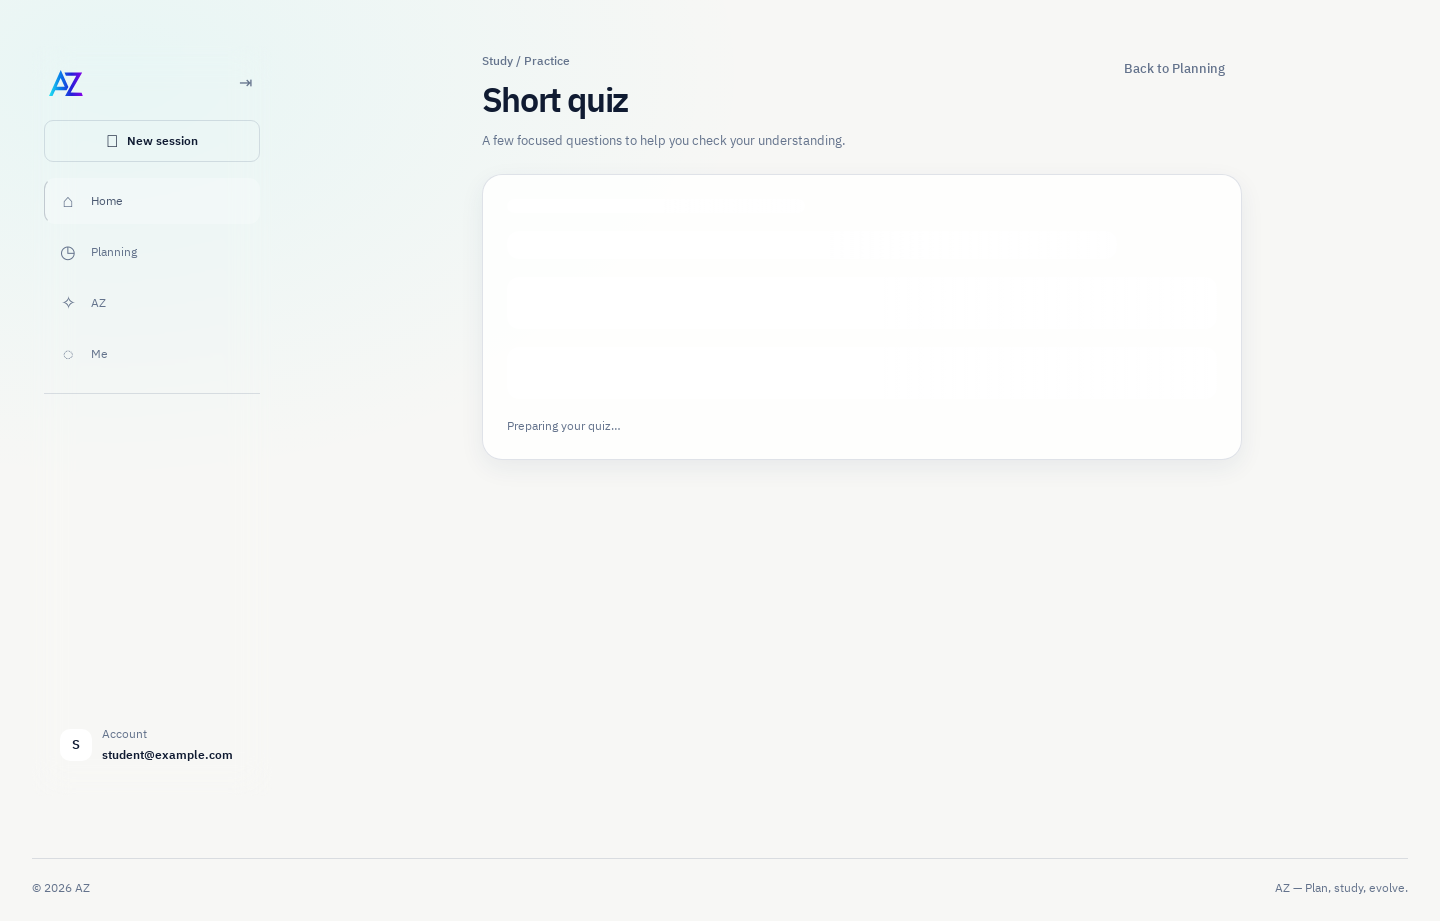 AZ
New session
Home
Planning
AZ
Me
Account
S
student@example.com
Study / Practice
Back to Planning
Short quiz
A few focused questions to help you check your understanding.
Preparing your quiz...
© 2026 AZ
AZ — Plan, study, evolve.